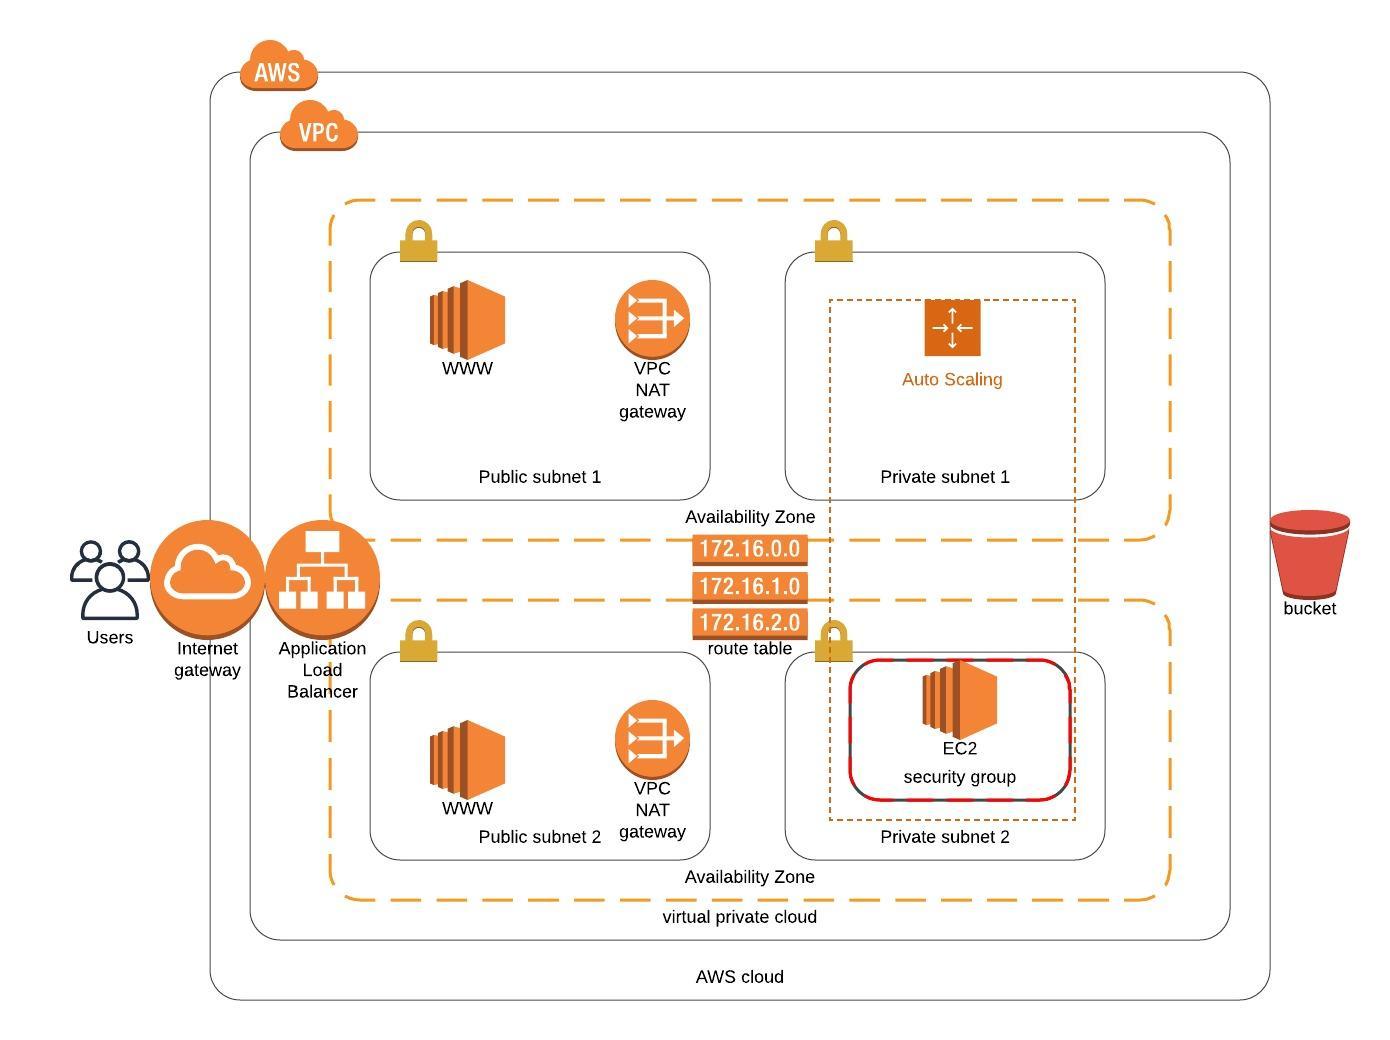 AWS
VPC
WWW
VPC
NAT
gateway
Public subnet 1
Auto Scaling
Private subnet 1
Availability Zone
172.16.0.0
172.16.1.0
172.16.2.0
route table
Users
Internet
gateway
Application
Load
Balancer
bucket
WWW
VPC
NAT
gateway
Public subnet 2
EC2
security group
Private subnet 2
Availability Zone
virtual private cloud
AWS cloud